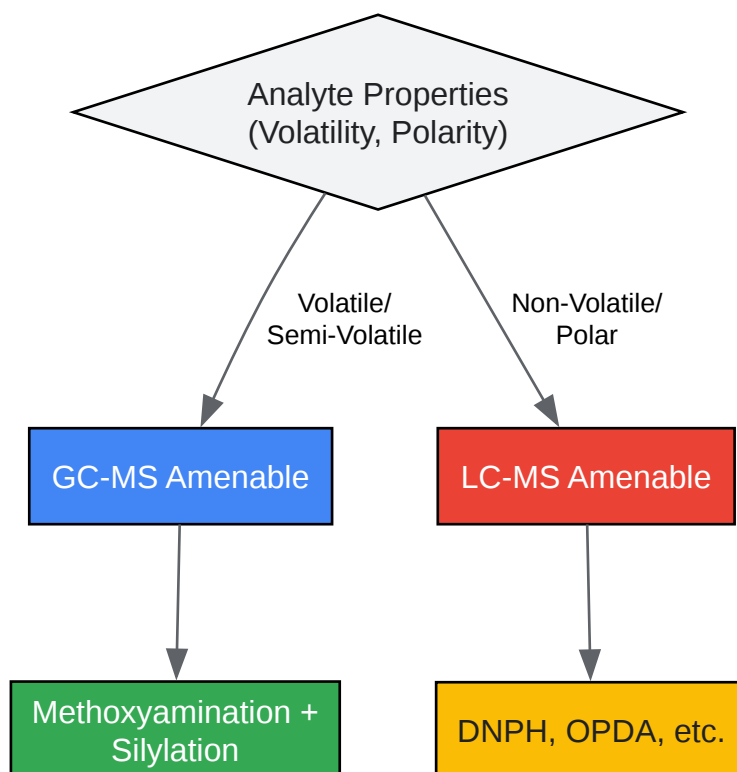 Analyte Properties
(Volatility, Polarity)
Volatile/
Semi-Volatile
Non-Volatile/
Polar
GC-MS Amenable
LC-MS Amenable
Methoxyamination +
Silylation
DNPH, OPDA, etc.